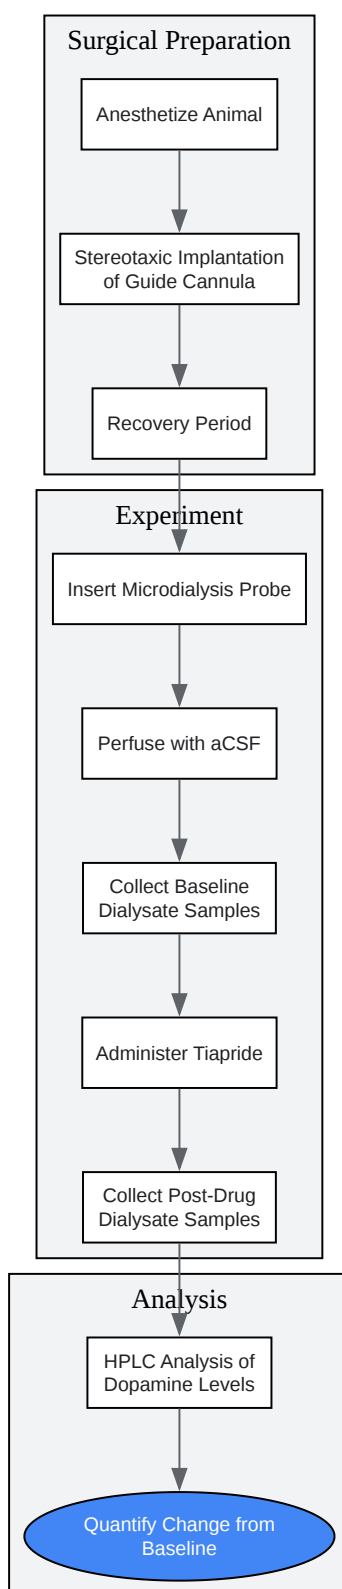 Surgical Preparation
Anesthetize Animal
Stereotaxic Implantation
of Guide Cannula
Recovery Period
Experiment
Insert Microdialysis Probe
Perfuse with aCSF
Collect Baseline
Dialysate Samples
Administer Tiapride
Collect Post-Drug
Dialysate Samples
Analysis
HPLC Analysis of
Dopamine Levels
Quantify Change from
Baseline